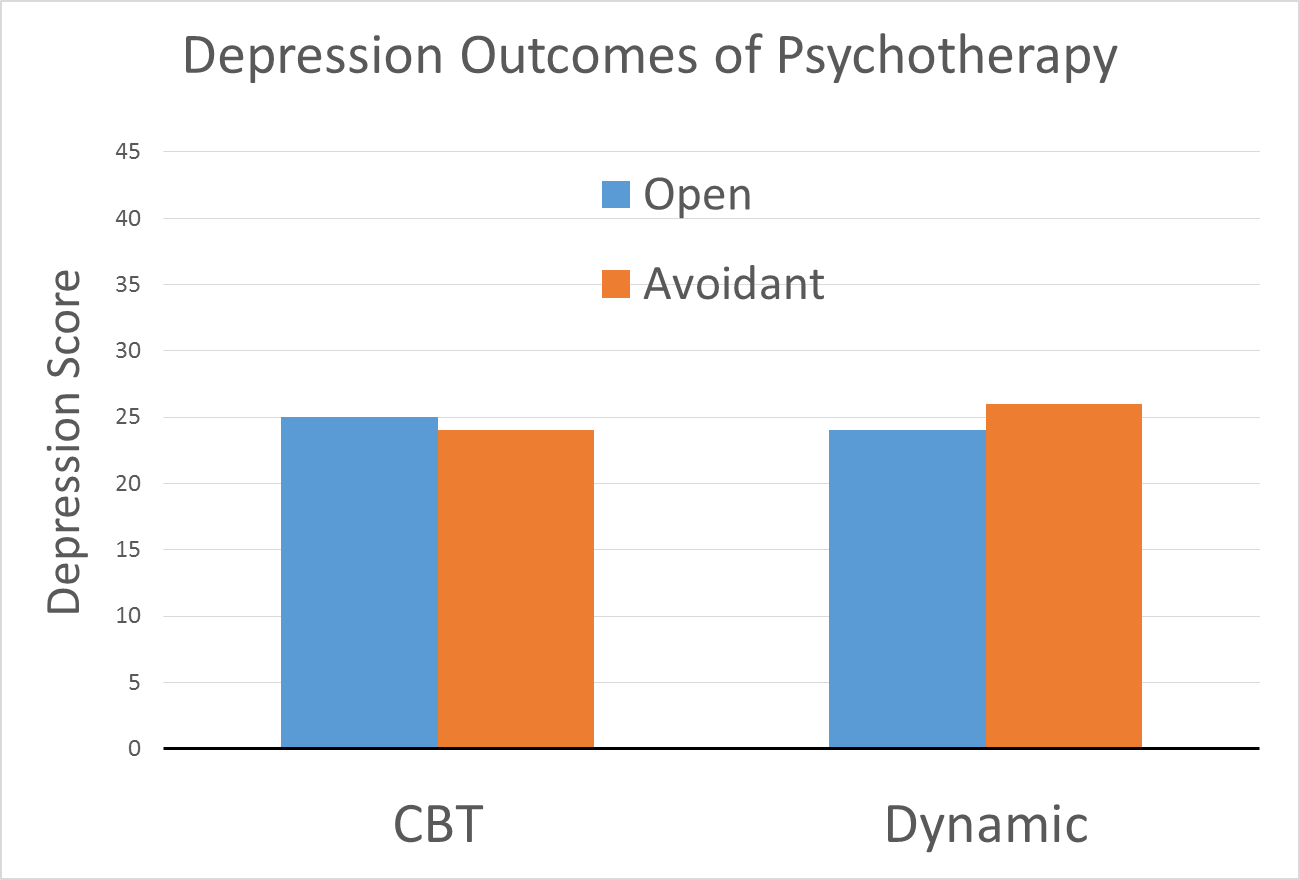 Depression Outcomes of Psychotherapy
Depression Score
45
40
35
30
25
20
15
10
5
0
Open
Avoidant
CBT
Dynamic